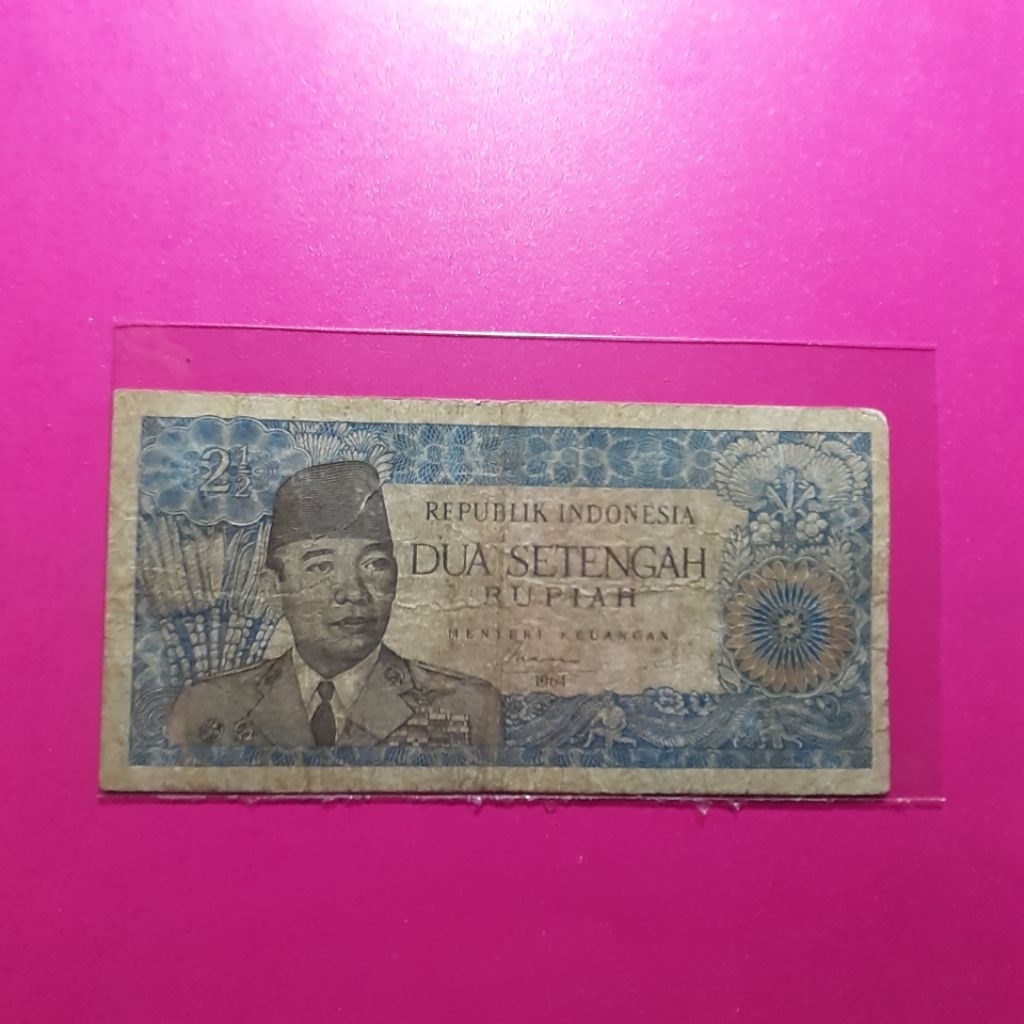 2½
REPUBLIK INDONESIA
DUA SETENGAH
RUPIAH
MENTERI KEUANGAN
1964